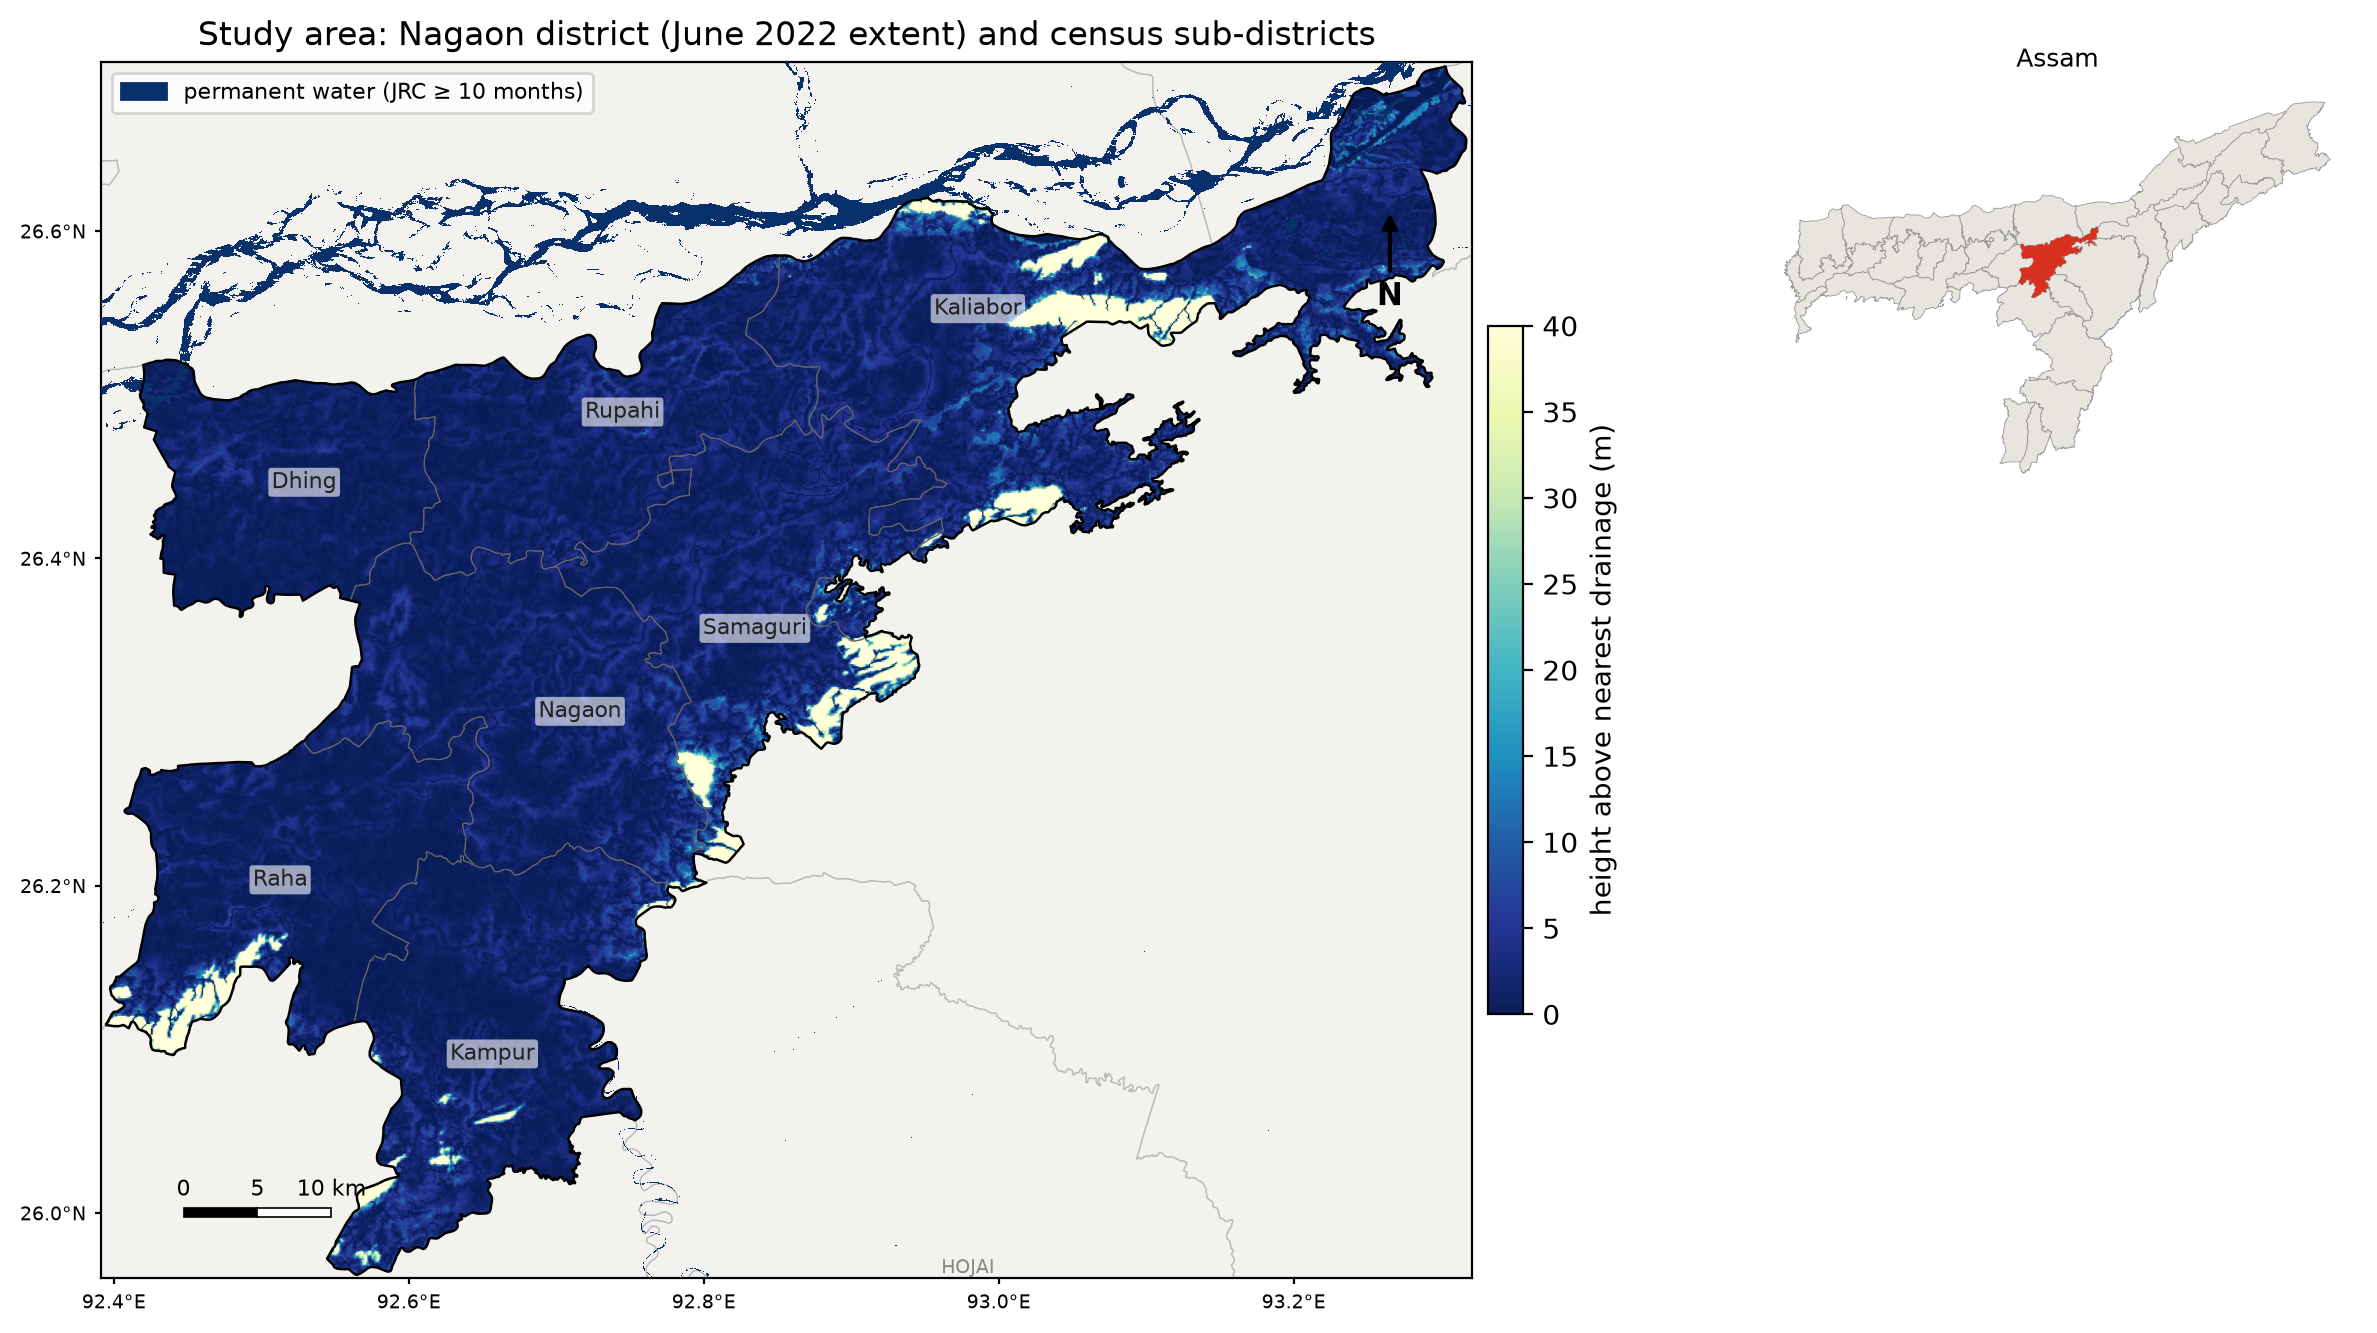 Study area: Nagaon district (June 2022 extent) and census sub-districts
permanent water (JRC ≥ 10 months)
Assam
26.6°N
26.4°N
26.2°N
26.0°N
Kaliabor
N
Rupahi
Dhing
Samaguri
Nagaon
Raha
Kampur
0 5 10 km
HOJAI
92.4°E 92.6°E 92.8°E 93.0°E 93.2°E
40
35
30
25
20
15
10
5
0
height above nearest drainage (m)